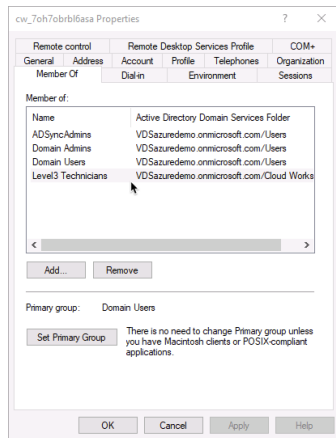 cw_7oh7obrbl6asa Properties
? ×
Remote control Remote Desktop Services Profile COM+
General Address Account Profile Telephones Organization
Member Of Dial-in Environment Sessions
Member of:
Name Active Directory Domain Services Folder
ADSyncAdmins VDSazuredemo.onmicrosoft.com/Users
Domain Admins VDSazuredemo.onmicrosoft.com/Users
Domain Users VDSazuredemo.onmicrosoft.com/Users
Level3 Technicians VDSazuredemo.onmicrosoft.com/Cloud Works
Add... Remove
Primary group: Domain Users
Set Primary Group
There is no need to change Primary group unless
you have Macintosh clients or POSIX-compliant
applications.
OK Cancel Apply Help